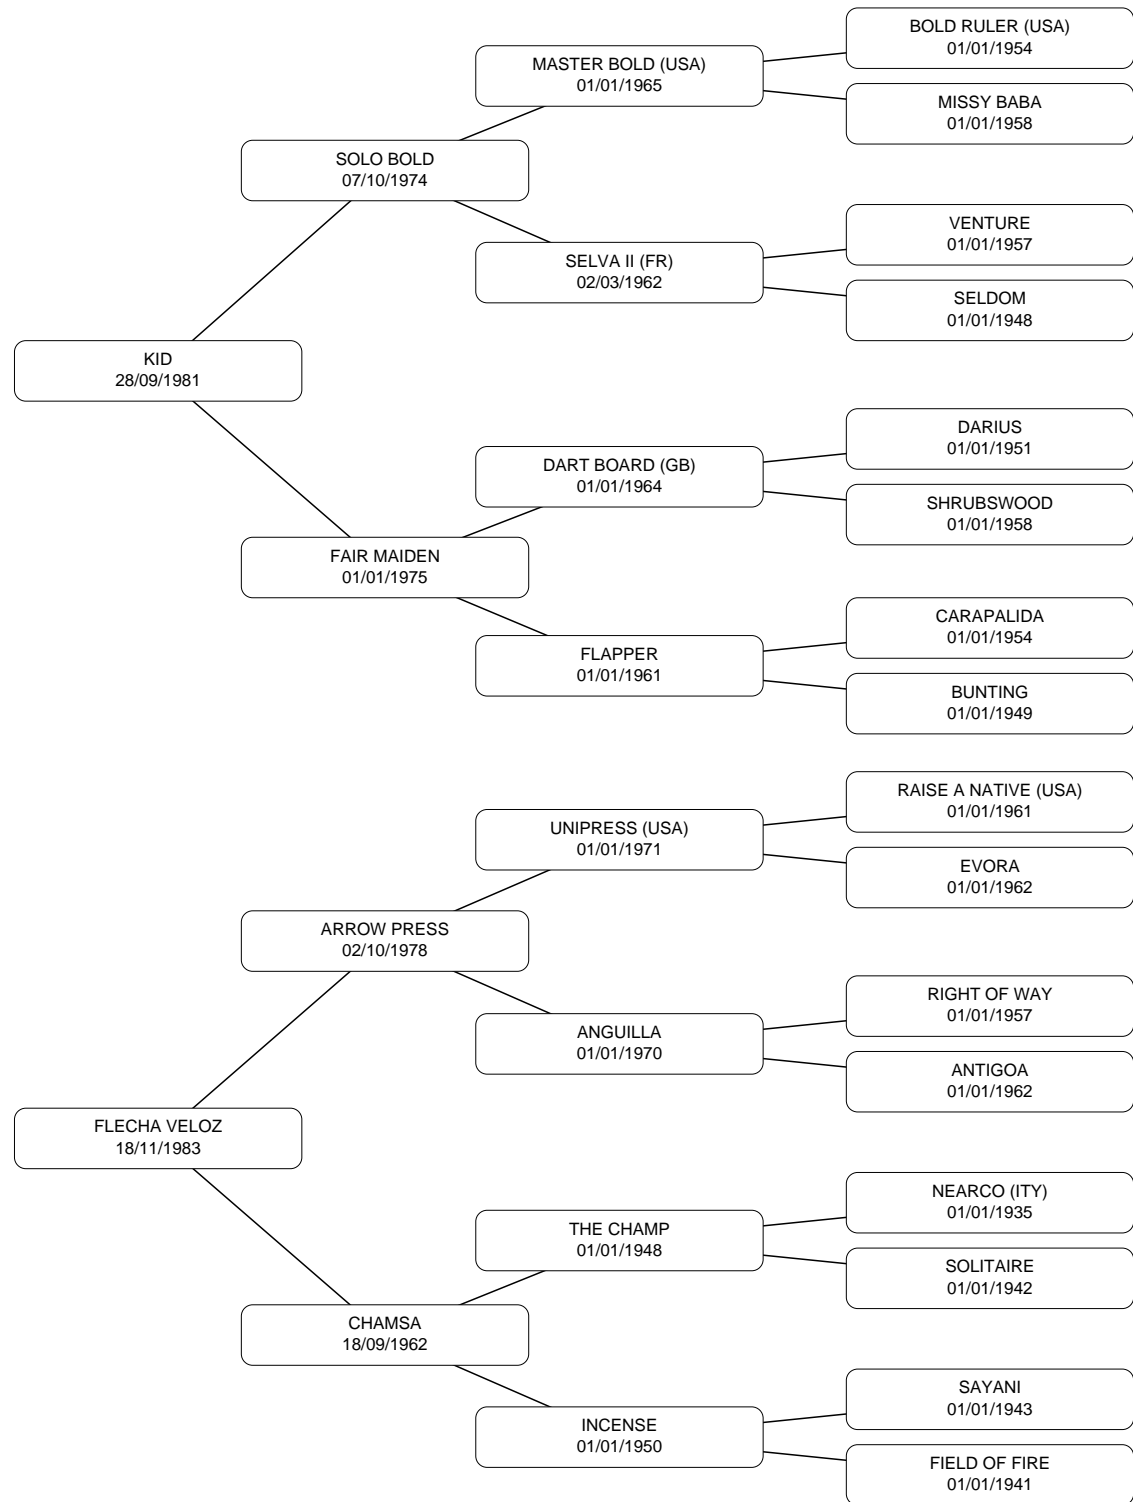 BOLD RULER (USA)
01/01/1954
MASTER BOLD (USA)
01/01/1965
MISSY BABA
01/01/1958
SOLO BOLD
07/10/1974
VENTURE
01/01/1957
SELVA II (FR)
02/03/1962
SELDOM
01/01/1948
KID
28/09/1981
DARIUS
01/01/1951
DART BOARD (GB)
01/01/1964
SHRUBSWOOD
01/01/1958
FAIR MAIDEN
01/01/1975
CARAPALIDA
01/01/1954
FLAPPER
01/01/1961
BUNTING
01/01/1949
RAISE A NATIVE (USA)
01/01/1961
UNIPRESS (USA)
01/01/1971
EVORA
01/01/1962
ARROW PRESS
02/10/1978
RIGHT OF WAY
01/01/1957
ANGUILLA
01/01/1970
ANTIGOA
01/01/1962
FLECHA VELOZ
18/11/1983
NEARCO (ITY)
01/01/1935
THE CHAMP
01/01/1948
SOLITAIRE
01/01/1942
CHAMSA
18/09/1962
SAYANI
01/01/1943
INCENSE
01/01/1950
FIELD OF FIRE
01/01/1941